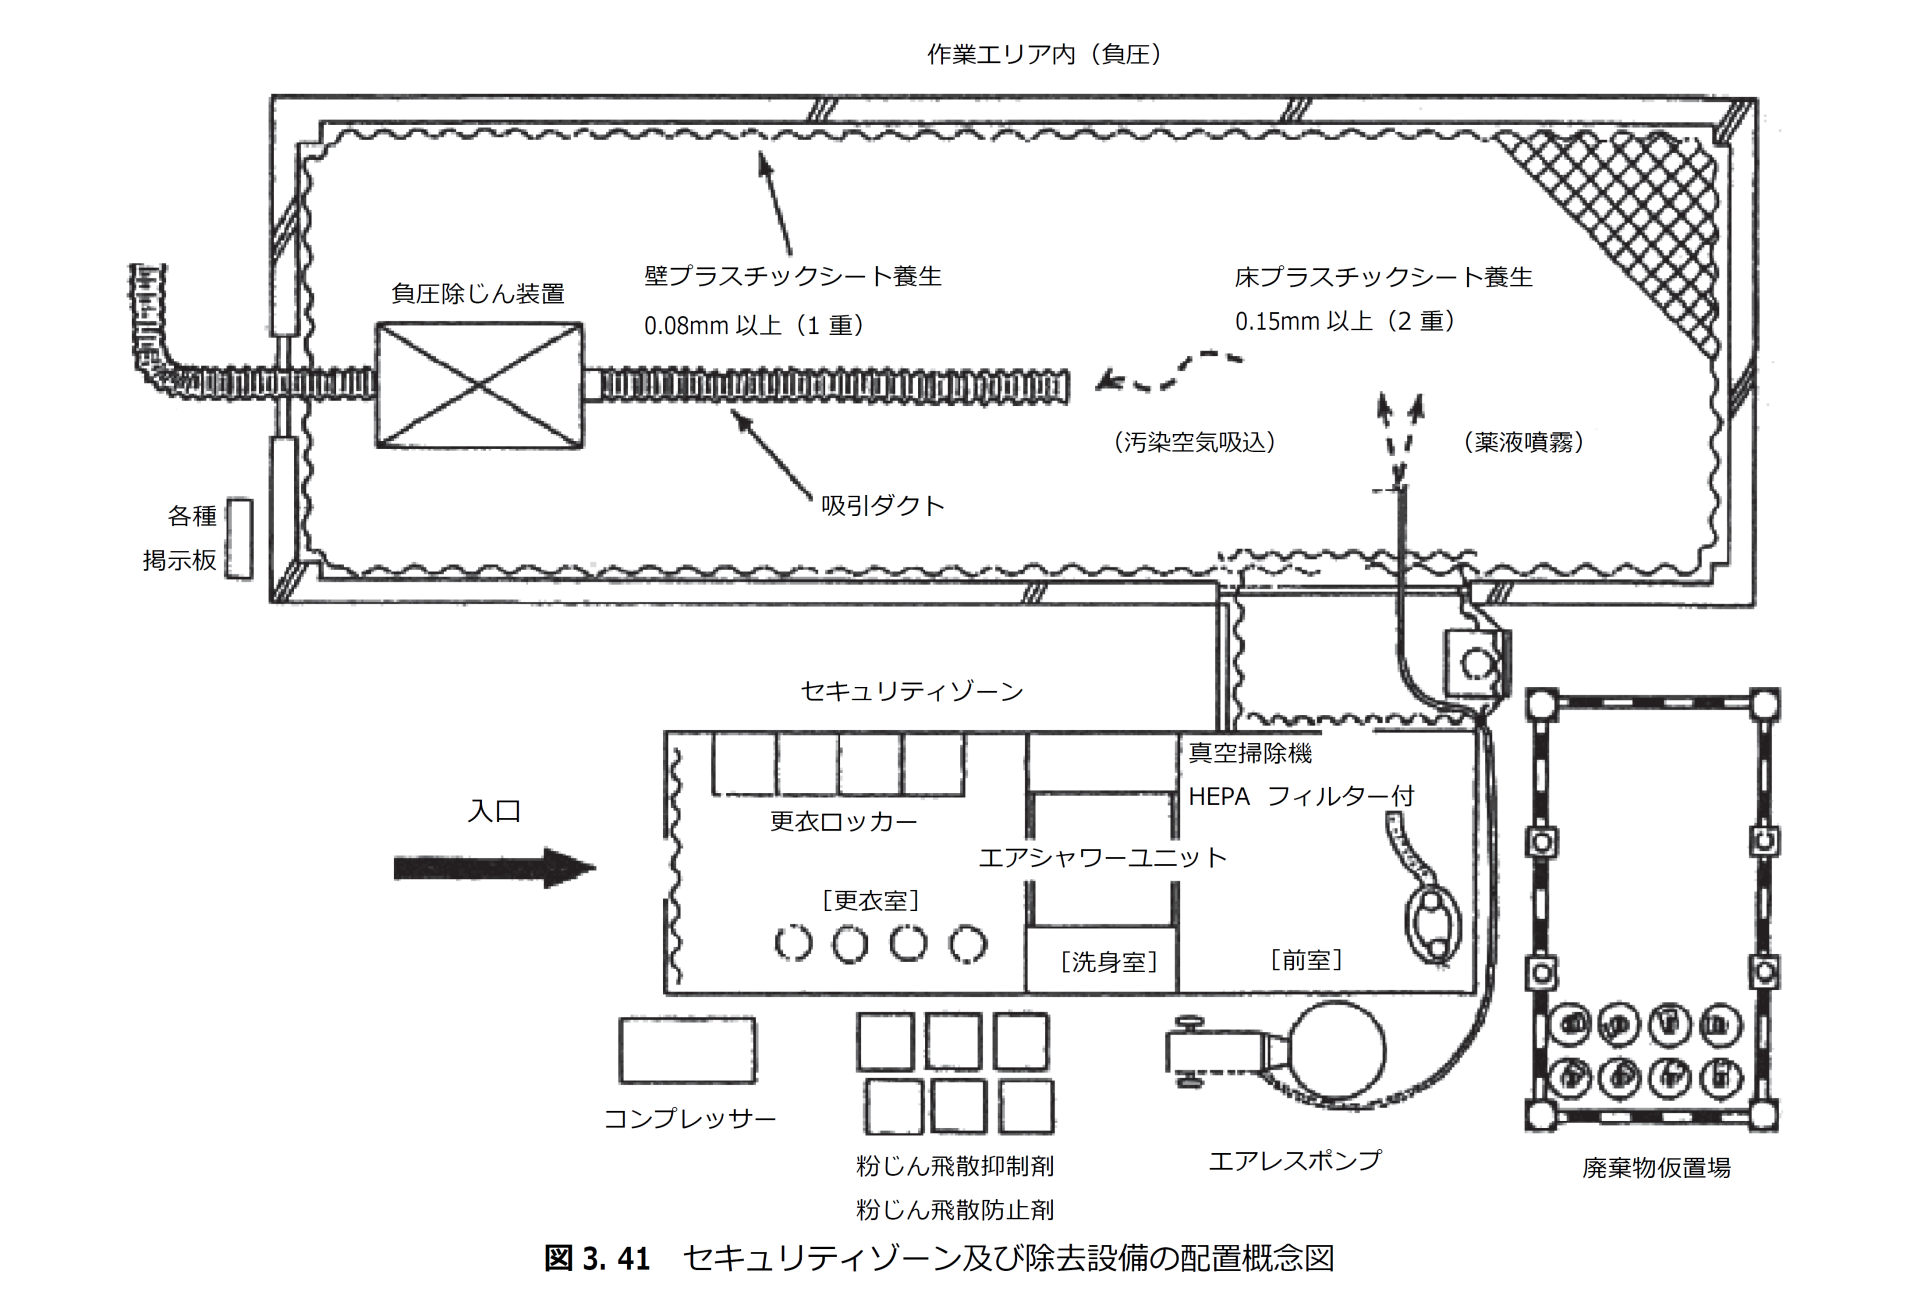 作業エリア内（負圧）
負圧除じん装置
壁プラスチックシート養生
0.08mm 以上（1 重）
床プラスチックシート養生
0.15mm 以上（2 重）
（汚染空気吸込）
（薬液噴霧）
吸引ダクト
各種
掲示板
セキュリティゾーン
入口
更衣ロッカー
［更衣室］
エアシャワーユニット
［洗身室］
真空掃除機
HEPA フィルター付
［前室］
コンプレッサー
粉じん飛散抑制剤
粉じん飛散防止剤
エアレスポンプ
廃棄物仮置場
図 3. 41　セキュリティゾーン及び除去設備の配置概念図